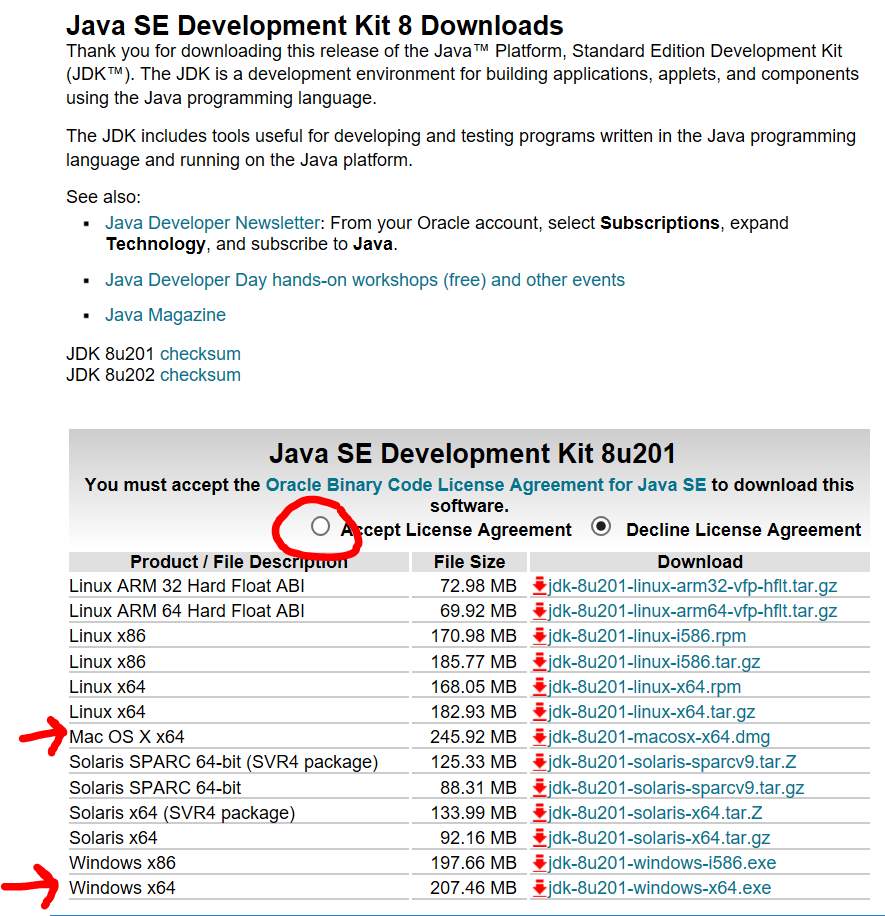 Java SE Development Kit 8 Downloads
Thank you for downloading this release of the Java™ Platform, Standard Edition Development Kit
(JDK™). The JDK is a development environment for building applications, applets, and components
using the Java programming language.
The JDK includes tools useful for developing and testing programs written in the Java programming
language and running on the Java platform.
See also:
Java Developer Newsletter: From your Oracle account, select Subscriptions, expand
Technology, and subscribe to Java.
Java Developer Day hands-on workshops (free) and other events
Java Magazine
JDK 8u201 checksum
JDK 8u202 checksum
Java SE Development Kit 8u201
You must accept the Oracle Binary Code License Agreement for Java SE to download this
software.
Accept License Agreement Decline License Agreement
Product / File Description File Size Download
Linux ARM 32 Hard Float ABI 72.98 MB jdk-8u201-linux-arm32-vfp-hflt.tar.gz
Linux ARM 64 Hard Float ABI 69.92 MB jdk-8u201-linux-arm64-vfp-hflt.tar.gz
Linux x86 170.98 MB jdk-8u201-linux-i586.rpm
Linux x86 185.77 MB jdk-8u201-linux-i586.tar.gz
Linux x64 168.05 MB jdk-8u201-linux-x64.rpm
Linux x64 182.93 MB jdk-8u201-linux-x64.tar.gz
Mac OS X x64 245.92 MB jdk-8u201-macosx-x64.dmg
Solaris SPARC 64-bit (SVR4 package) 125.33 MB jdk-8u201-solaris-sparcv9.tar.Z
Solaris SPARC 64-bit 88.31 MB jdk-8u201-solaris-sparcv9.tar.gz
Solaris x64 (SVR4 package) 133.99 MB jdk-8u201-solaris-x64.tar.Z
Solaris x64 92.16 MB jdk-8u201-solaris-x64.tar.gz
Windows x86 197.66 MB jdk-8u201-windows-i586.exe
Windows x64 207.46 MB jdk-8u201-windows-x64.exe